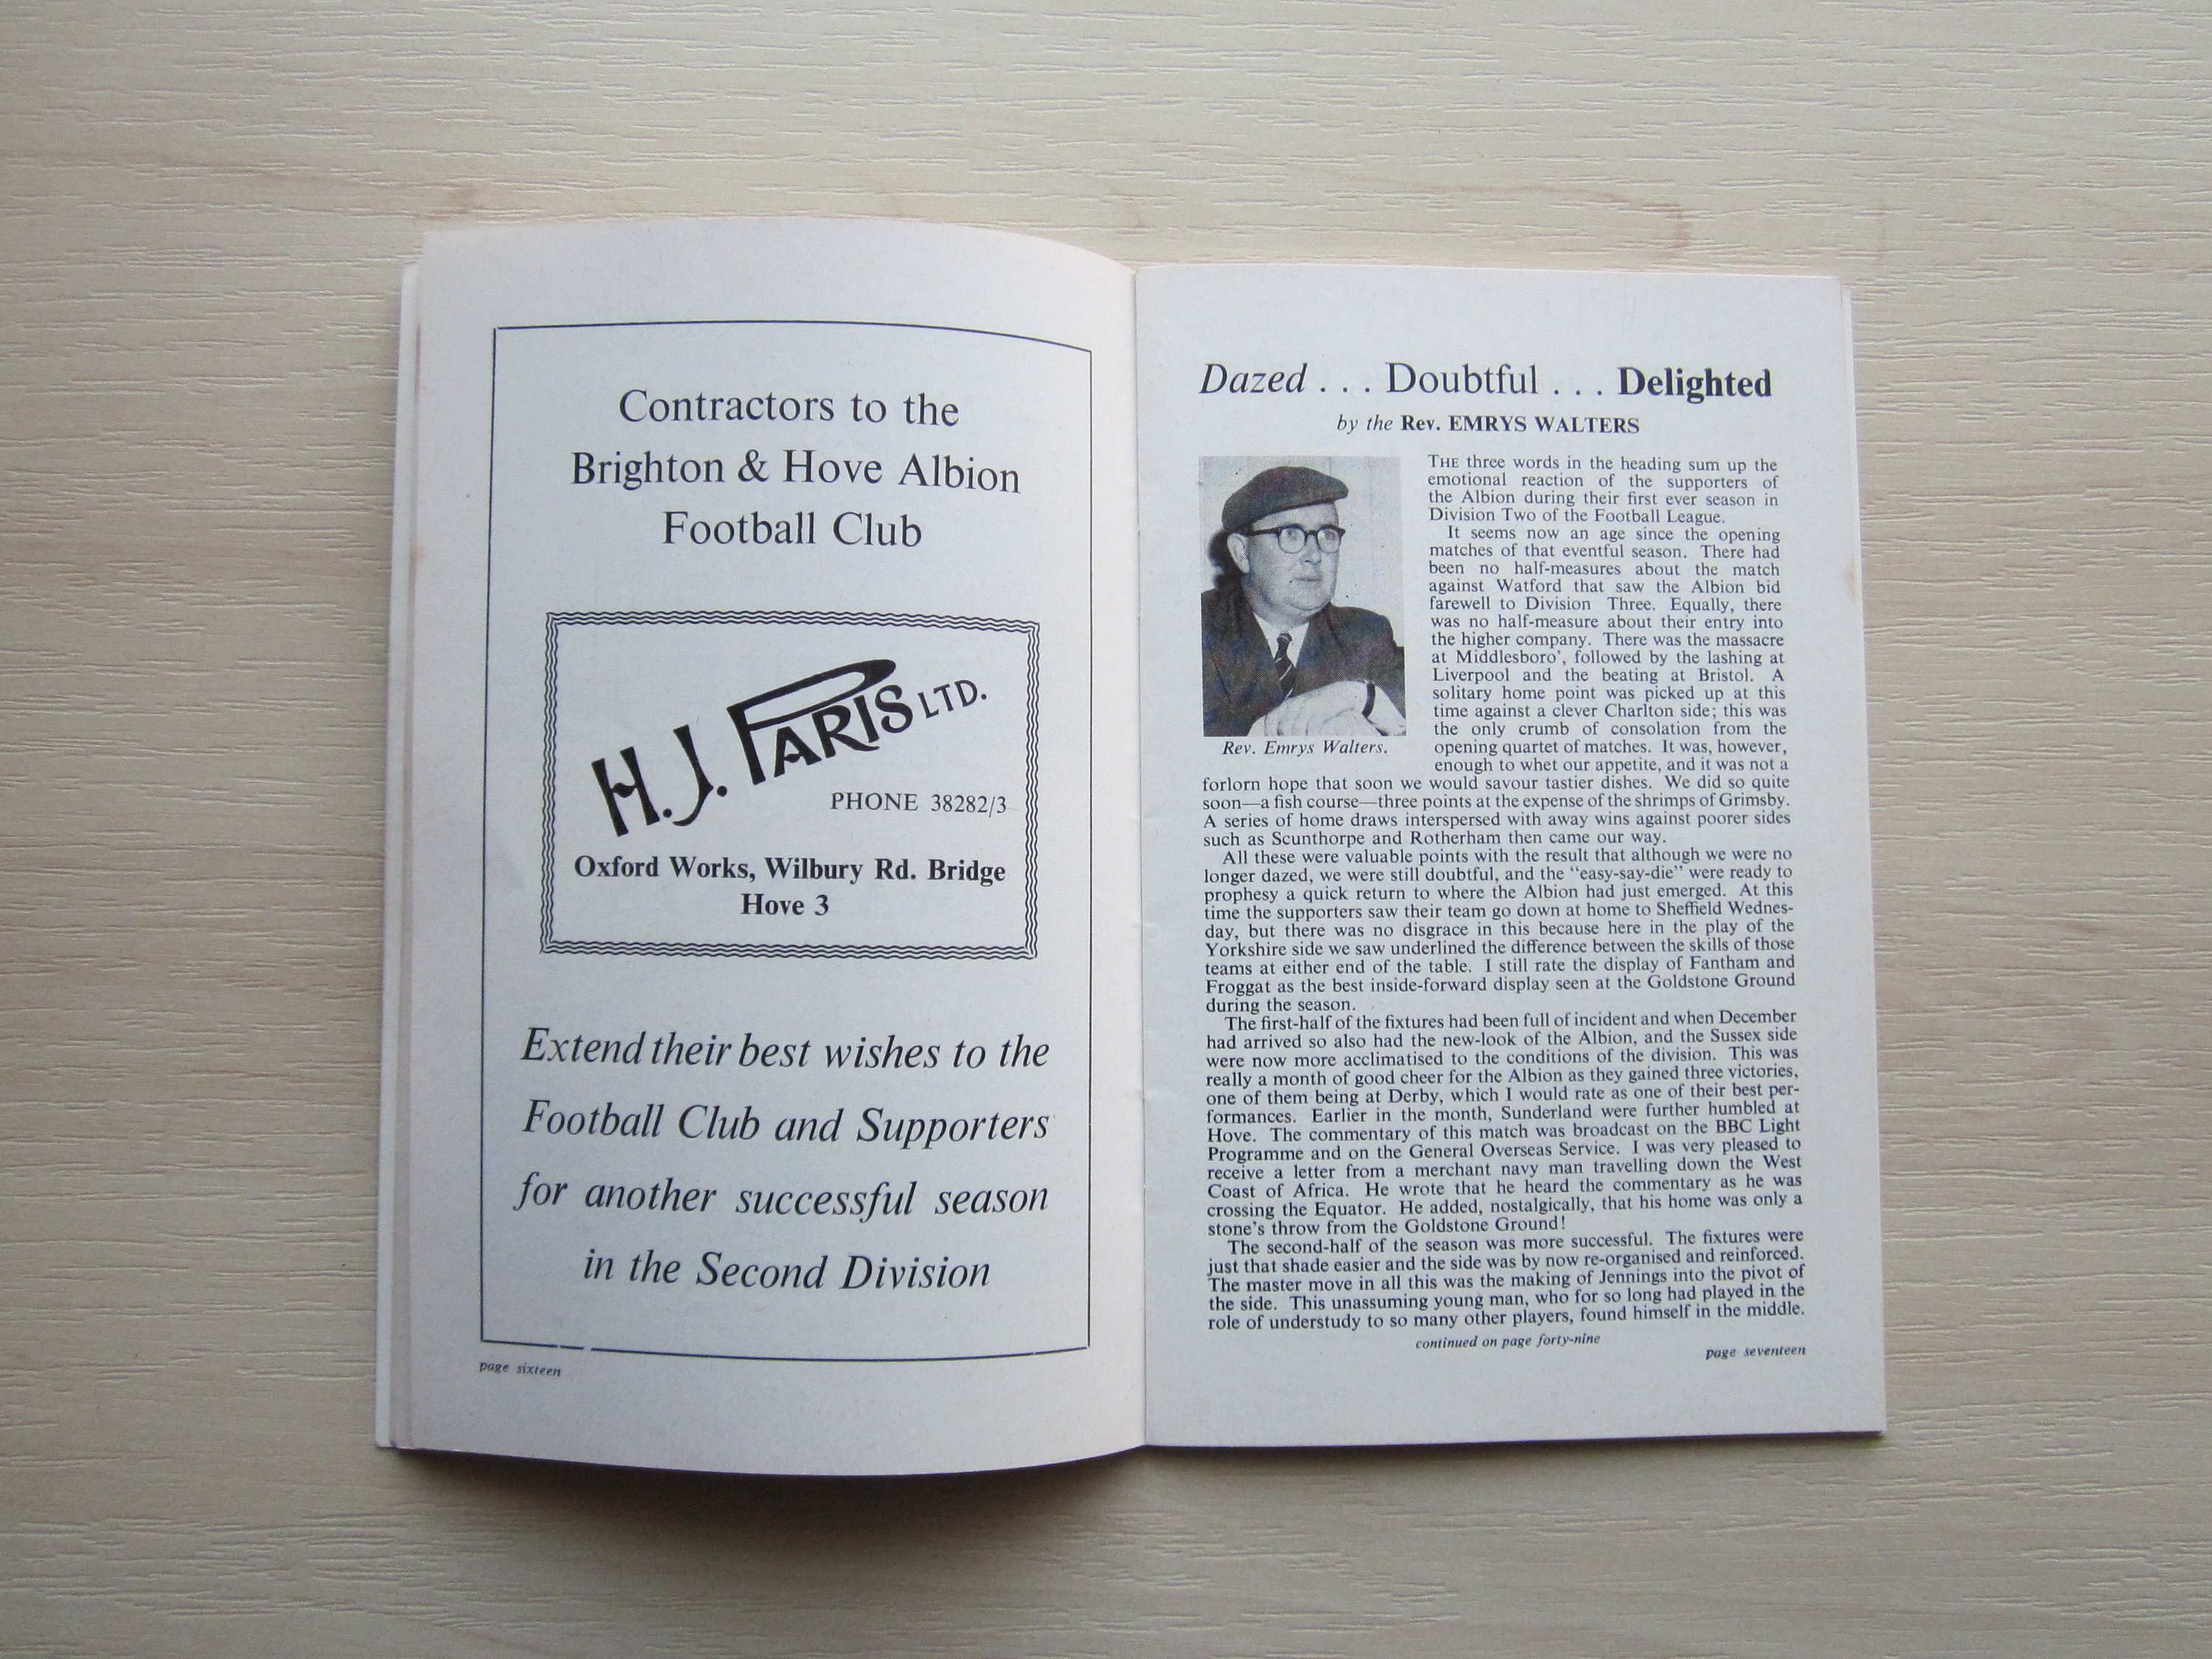 Contractors to the
Brighton & Hove Albion
Football Club
H.J. PARIS LTD.
PHONE 38282/3
Oxford Works, Wilbury Rd. Bridge
Hove 3
Extend their best wishes to the
Football Club and Supporters
for another successful season
in the Second Division
page sixteen
Dazed . . . Doubtful . . . Delighted
by the Rev. EMRYS WALTERS
THE three words in the heading sum up the
emotional reaction of the supporters of
the Albion during their first ever season in
Division Two of the Football League.
It seems now an age since the opening
matches of that eventful season. There had
been no half-measures about the match
against Watford that saw the Albion bid
farewell to Division Three. Equally, there
was no half-measure about their entry into
the higher company. There was the massacre
at Middlesboro', followed by the lashing at
Liverpool and the beating at Bristol. A
solitary home point was picked up at this
time against a clever Charlton side; this was
the only crumb of consolation from the
opening quartet of matches. It was, however,
enough to whet our appetite, and it was not a
Rev. Emrys Walters.
forlorn hope that soon we would savour tastier dishes. We did so quite
soon—a fish course—three points at the expense of the shrimps of Grimsby.
A series of home draws interspersed with away wins against poorer sides
such as Scunthorpe and Rotherham then came our way.
All these were valuable points with the result that although we were no
longer dazed, we were still doubtful, and the "easy-say-die" were ready to
prophesy a quick return to where the Albion had just emerged. At this
time the supporters saw their team go down at home to Sheffield Wednes-
day, but there was no disgrace in this because here in the play of the
Yorkshire side we saw underlined the difference between the skills of those
teams at either end of the table. I still rate the display of Fantham and
Froggat as the best inside-forward display seen at the Goldstone Ground
during the season.
The first-half of the fixtures had been full of incident and when December
had arrived so also had the new-look of the Albion, and the Sussex side
were now more acclimatised to the conditions of the division. This was
really a month of good cheer for the Albion as they gained three victories,
one of them being at Derby, which I would rate as one of their best per-
formances. Earlier in the month, Sunderland were further humbled at
Hove. The commentary of this match was broadcast on the BBC Light
Programme and on the General Overseas Service. I was very pleased to
receive a letter from a merchant navy man travelling down the West
Coast of Africa. He wrote that he heard the commentary as he was
crossing the Equator. He added, nostalgically, that his home was only a
stone's throw from the Goldstone Ground!
The second-half of the season was more successful. The fixtures were
just that shade easier and the side was by now re-organised and reinforced.
The master move in all this was the making of Jennings into the pivot of
the side. This unassuming young man, who for so long had played in the
role of understudy to so many other players, found himself in the middle.
continued on page forty-nine
page seventeen